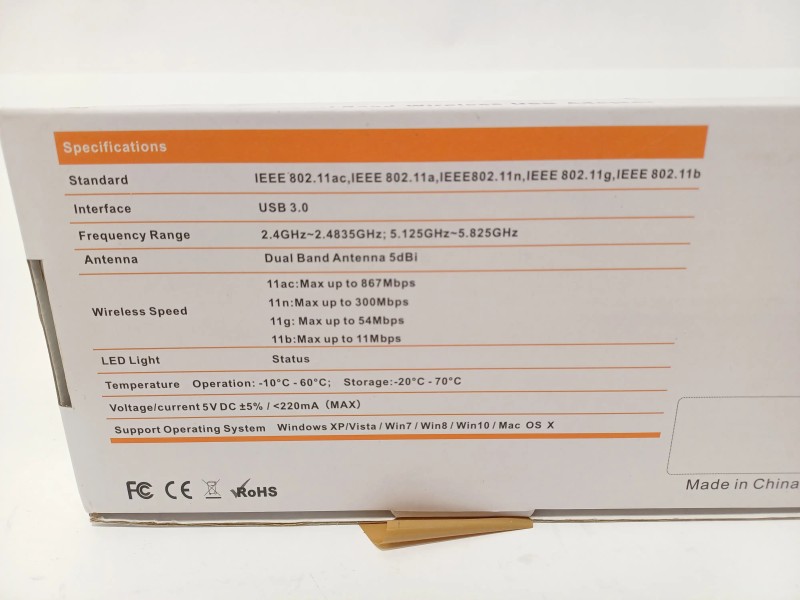 Specifications
Standard IEEE 802.11ac,IEEE 802.11a,IEEE802.11n,IEEE 802.11g,IEEE 802.11b
Interface USB 3.0
Frequency Range 2.4GHz~2.4835GHz; 5.125GHz~5.825GHz
Antenna Dual Band Antenna 5dBi
Wireless Speed
11ac:Max up to 867Mbps
11n:Max up to 300Mbps
11g: Max up to 54Mbps
11b:Max up to 11Mbps
LED Light Status
Temperature Operation: -10°C - 60°C; Storage:-20°C - 70°C
Voltage/current 5V DC ±5% / <220mA（MAX）
Support Operating System Windows XP/Vista / Win7 / Win8 / Win10 / Mac OS X
FC CE RoHS
Made in China